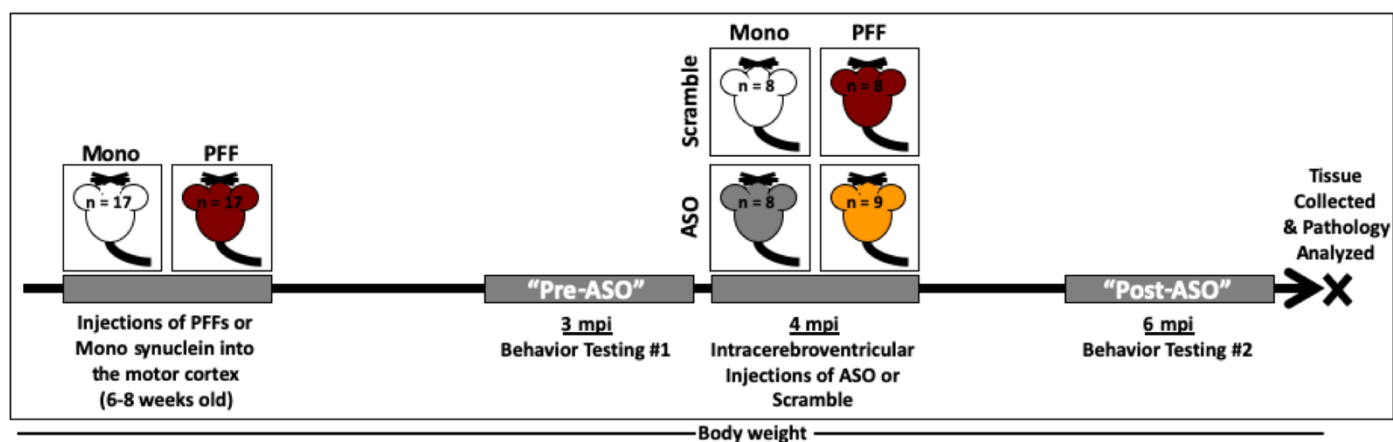 Mono PFF
Scramble
n = 8 n = 8
Mono PFF
n = 17 n = 17
ASO
n = 8 n = 9
Tissue
Collected
& Pathology
Analyzed
“Pre-ASO”
“Post-ASO”
Injections of PFFs or
Mono synuclein into
the motor cortex
(6-8 weeks old)
3 mpi
Behavior Testing #1
4 mpi
Intracerebroventricular
Injections of ASO or
Scramble
6 mpi
Behavior Testing #2
Body weight